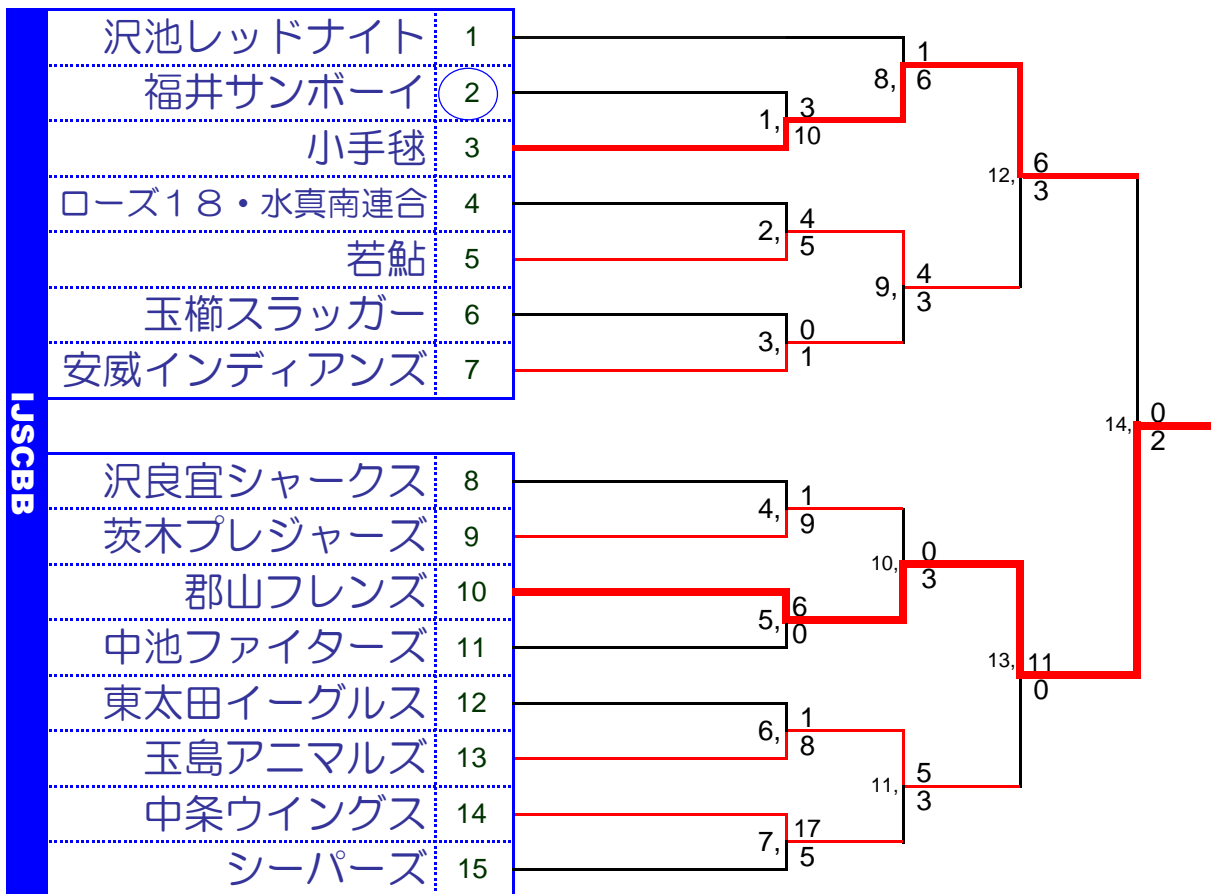 IJSCBB
沢池レッドナイト 1
福井サンボーイ 2
小手毬 3
ローズ18・水真南連合 4
若鮎 5
玉櫛スラッガー 6
安威インディアンズ 7
沢良宜シャークス 8
茨木プレジャーズ 9
郡山フレンズ 10
中池ファイターズ 11
東太田イーグルス 12
玉島アニマルズ 13
中条ウイングス 14
シーパーズ 15
1, 3
10
2, 4
5
3, 0
1
4, 1
9
5, 6
0
6, 1
8
7, 17
5
8, 1
6
9, 4
3
10, 0
3
11, 5
3
12, 6
3
13, 11
0
14, 0
2